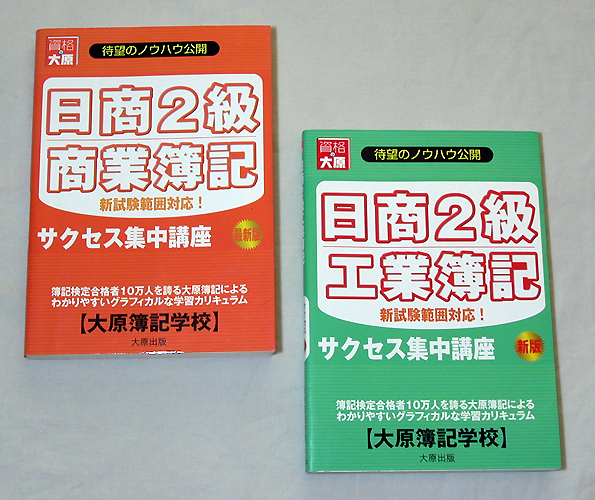 資格の大原
待望のノウハウ公開
日商2級
商業簿記
新試験範囲対応！
サクセス集中講座
最新版
簿記検定合格者10万人を誇る大原簿記による
わかりやすいグラフィカルな学習カリキュラム
【大原簿記学校】
大原出版
資格の大原
待望のノウハウ公開
日商2級
工業簿記
新試験範囲対応！
サクセス集中講座
新版
簿記検定合格者10万人を誇る大原簿記による
わかりやすいグラフィカルな学習カリキュラム
【大原簿記学校】
大原出版